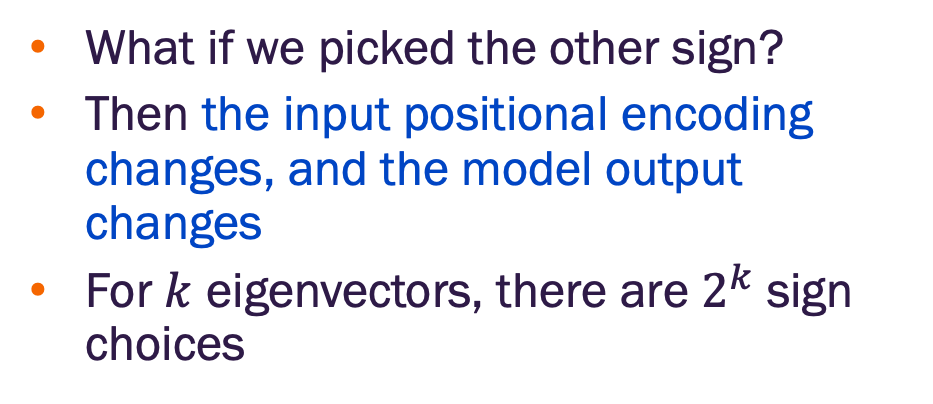 • What if we picked the other sign?
• Then the input positional encoding
changes, and the model output
changes
• For 𝑘 eigenvectors, there are 2ᵏ sign
choices